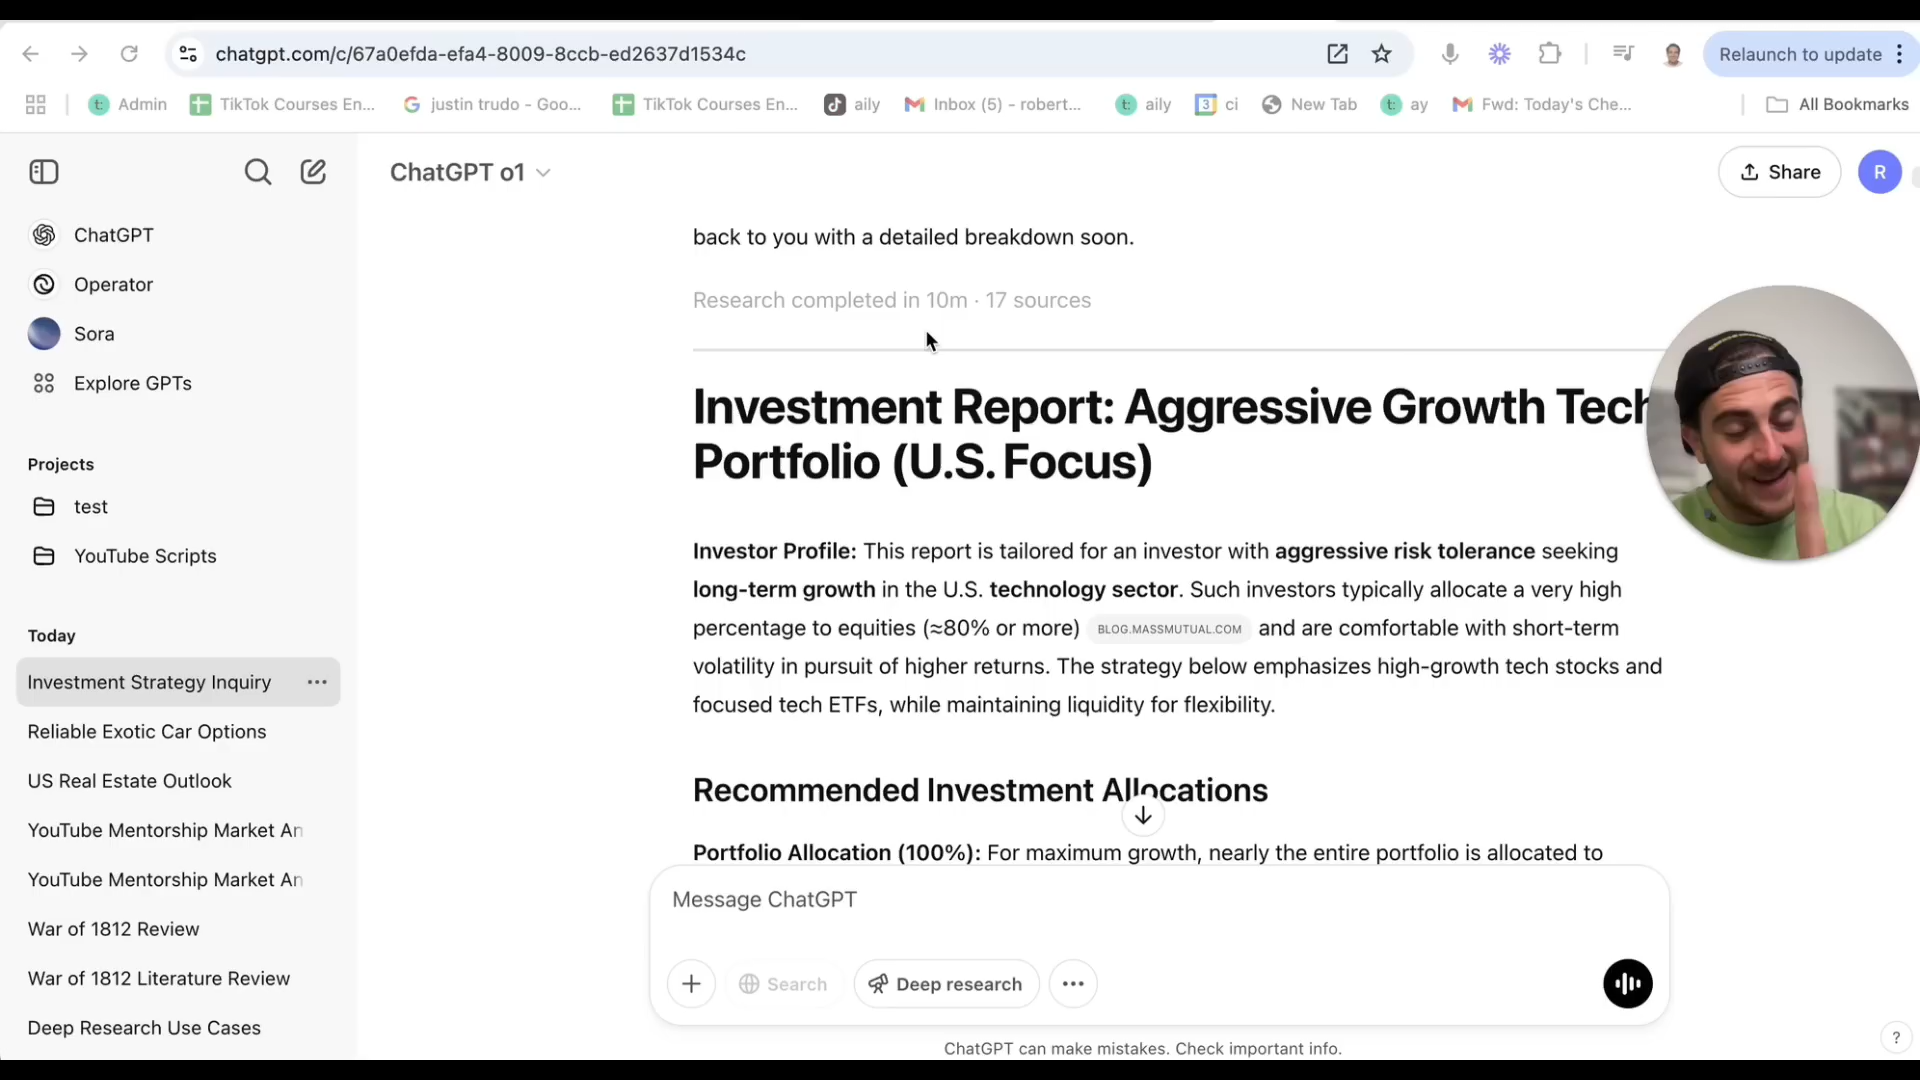 chatgpt.com/c/67a0efda-efa4-8009-8ccb-ed2637d1534c
Relaunch to update
Admin
TikTok Courses En...
justin trudo - Goo...
TikTok Courses En...
aily
Inbox (5) - robert...
aily
3
ci
New Tab
ay
Fwd: Today's Che...
All Bookmarks
ChatGPT o1
Share
R
ChatGPT
Operator
Sora
Explore GPTs
Projects
test
YouTube Scripts
Today
Investment Strategy Inquiry
Reliable Exotic Car Options
US Real Estate Outlook
YouTube Mentorship Market An
YouTube Mentorship Market An
War of 1812 Review
War of 1812 Literature Review
Deep Research Use Cases
back to you with a detailed breakdown soon.
Research completed in 10m · 17 sources
Investment Report: Aggressive Growth Tech
Portfolio (U.S. Focus)
Investor Profile: This report is tailored for an investor with aggressive risk tolerance seeking
long-term growth in the U.S. technology sector. Such investors typically allocate a very high
percentage to equities (≈80% or more) BLOG.MASSMUTUAL.COM and are comfortable with short-term
volatility in pursuit of higher returns. The strategy below emphasizes high-growth tech stocks and
focused tech ETFs, while maintaining liquidity for flexibility.
Recommended Investment Allocations
Portfolio Allocation (100%): For maximum growth, nearly the entire portfolio is allocated to
Message ChatGPT
Search
Deep research
ChatGPT can make mistakes. Check important info.
?